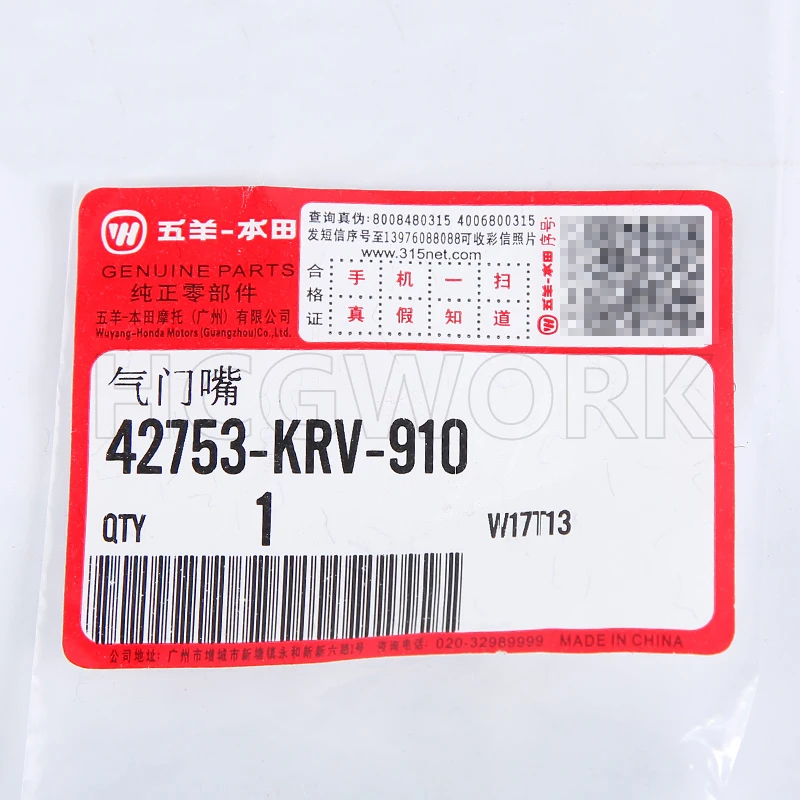 五羊-本田
GENUINE PARTS
纯正零部件
五羊-本田摩托（广州）有限公司
Wuyang-Honda Motors (Guangzhou)Co.,Ltd.
查询真伪:8008480315 4006800315
发短信序号至13976088088可收彩信照片
www.315net.com
合格证
手机一扫
真假知道
五羊-本田
序号:
气门嘴
42753-KRV-910
QTY 1 W17T13
公司地址: 广州市增城市新塘镇永和新新六路1号 咨询电话: 020-32989999 MADE IN CHINA
HCGWORK